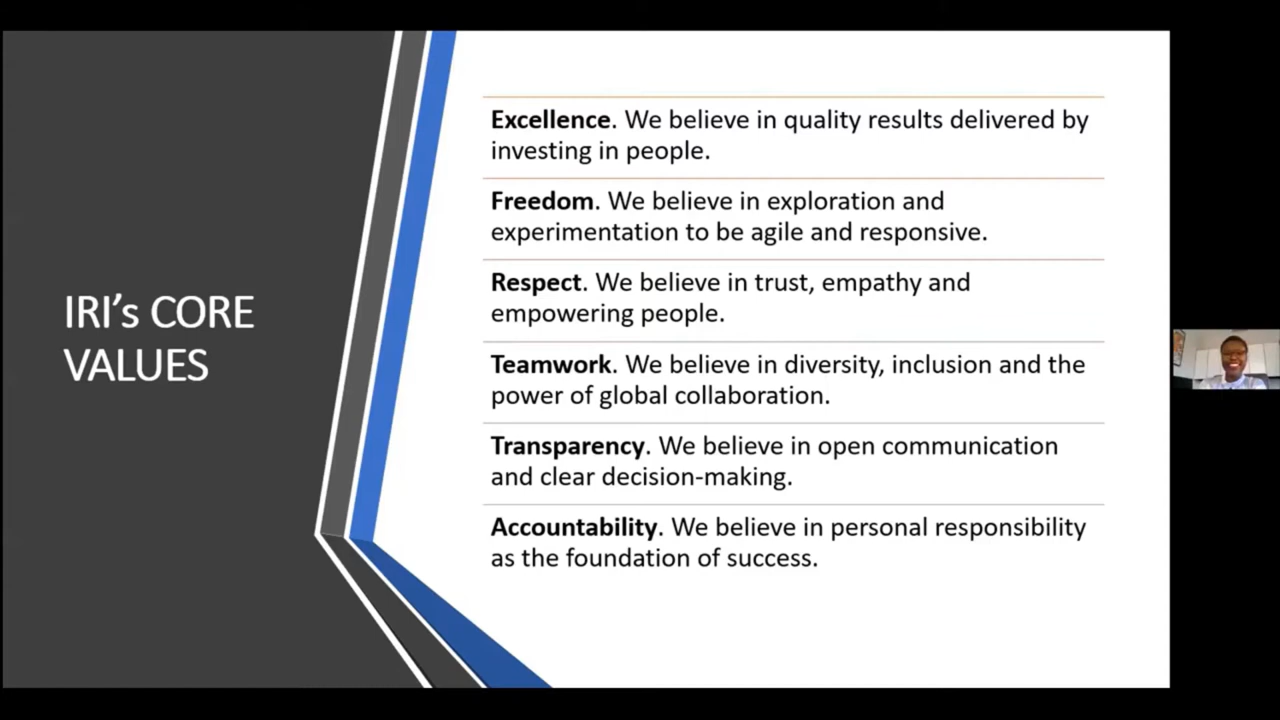 IRI’s CORE
VALUES
Excellence. We believe in quality results delivered by
investing in people.
Freedom. We believe in exploration and
experimentation to be agile and responsive.
Respect. We believe in trust, empathy and
empowering people.
Teamwork. We believe in diversity, inclusion and the
power of global collaboration.
Transparency. We believe in open communication
and clear decision-making.
Accountability. We believe in personal responsibility
as the foundation of success.